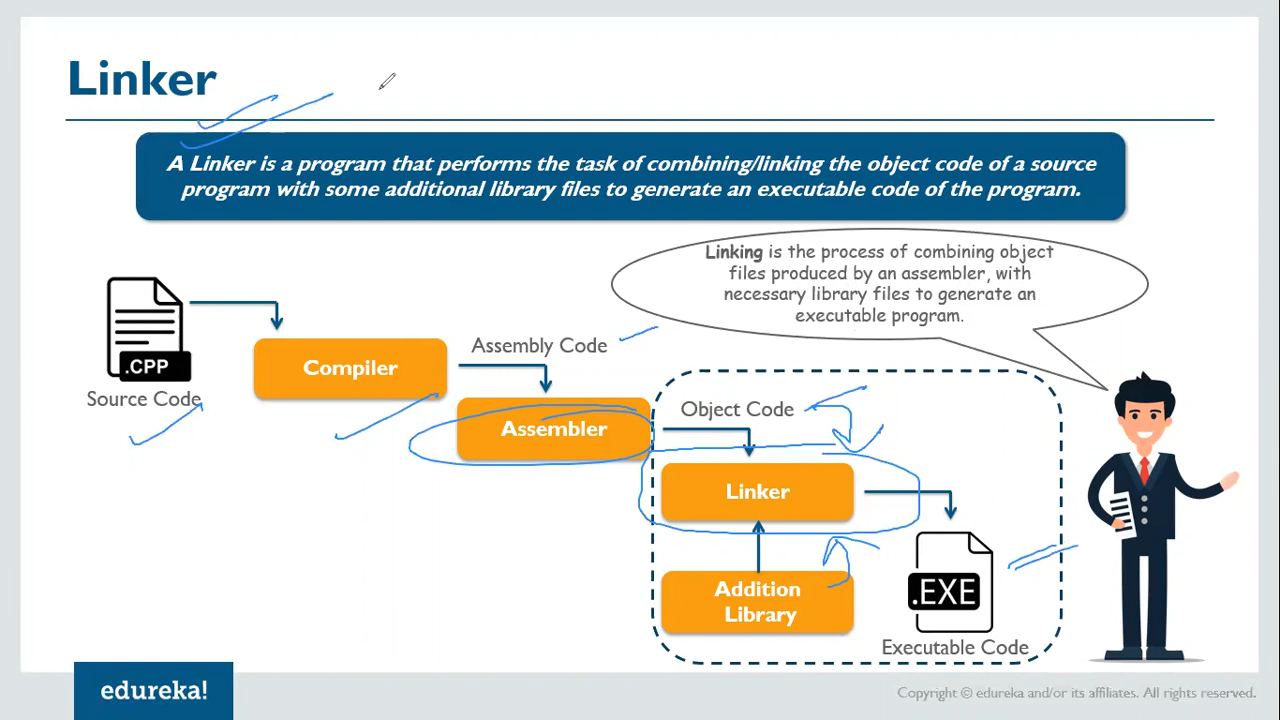 Linker
A Linker is a program that performs the task of combining/linking the object code of a source
program with some additional library files to generate an executable code of the program.
Linking is the process of combining object
files produced by an assembler, with
necessary library files to generate an
executable program.
.CPP
Source Code
Compiler
Assembly Code
Assembler
Object Code
Linker
Addition
Library
.EXE
Executable Code
edureka!
Copyright © edureka and/or its affiliates. All rights reserved.